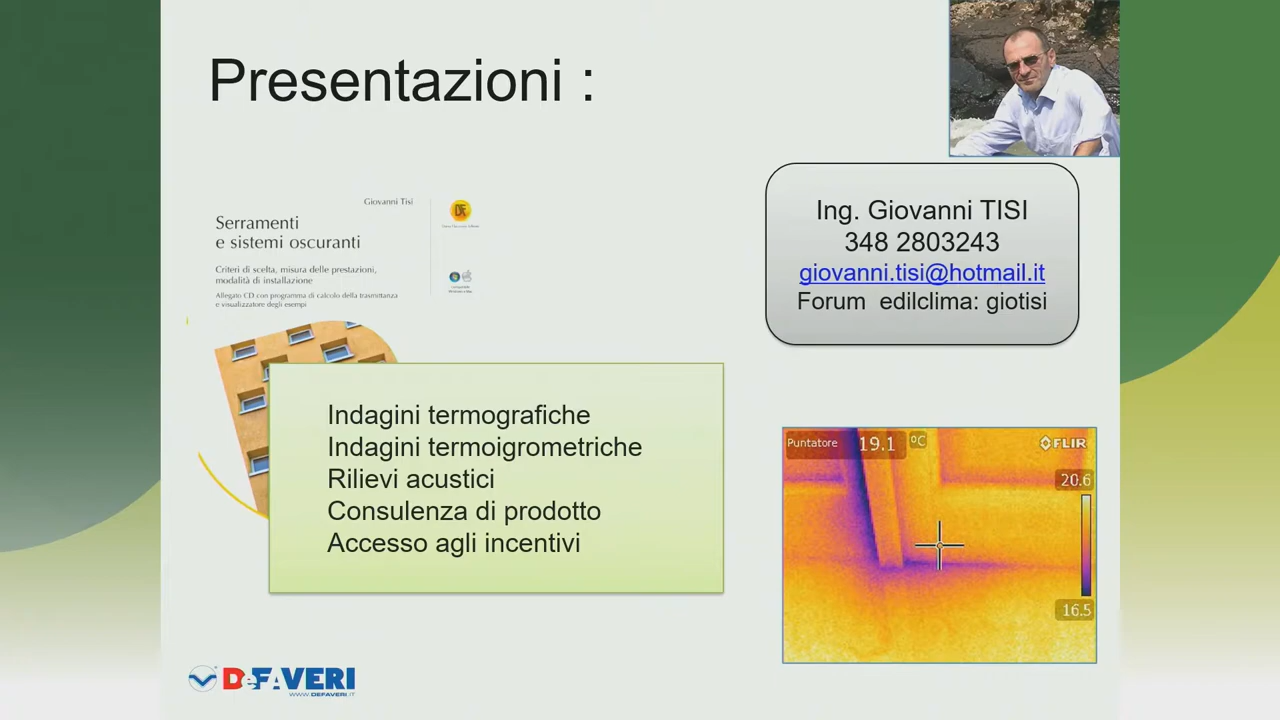 Presentazioni :
Giovanni Tisi
Serramenti
e sistemi oscuranti
Criteri di scelta, misura delle prestazioni,
modalità di installazione
Allegato CD con programma di calcolo della trasmittanza
e visualizzatore degli esempi
DF
Ing. Giovanni TISI
348 2803243
giovanni.tisi@hotmail.it
Forum edilclima: giotisi
Indagini termografiche
Indagini termoigrometriche
Rilievi acustici
Consulenza di prodotto
Accesso agli incentivi
Puntatore 19.1 °C FLIR
20.6
16.5
DeFAVERI
WWW.DEFAVERI.IT